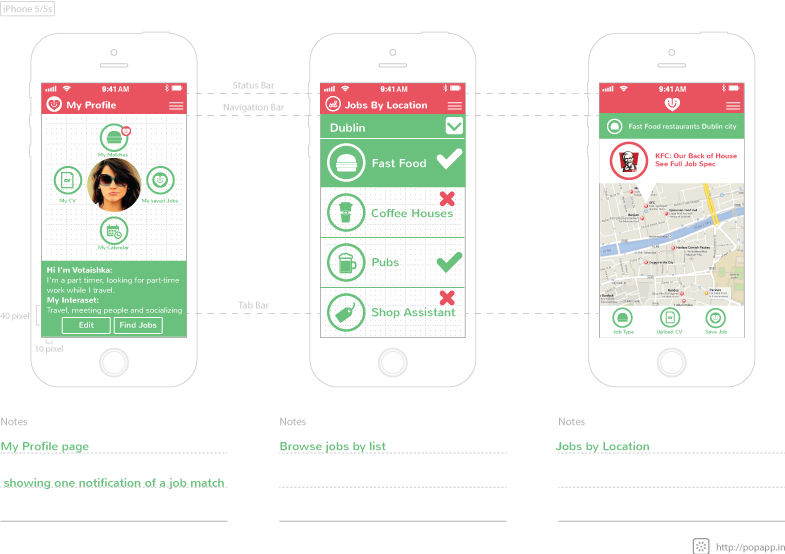 iPhone 5/5s
9:41 AM
My Profile
My Matches
CV
My CV
My saved Jobs
My Calendar
Hi I'm Votaishka:
I'm a part timer, looking for part-time
work while I travel.
My Interaset:
Travel, meeting people and socializing
Edit
Find Jobs
40 pixel
10 pixel
Status Bar
Navigation Bar
Tab Bar
9:41 AM
Jobs By Location
Dublin
Fast Food
Coffee Houses
Pubs
Shop Assistant
9:41 AM
Fast Food restaurants Dublin city
KFC: Our Back of House
See Full Job Spec
KFC
Job Type
Upload CV
Save Job
Notes
My Profile page
showing one notification of a job match
Notes
Browse jobs by list
Notes
Jobs by Location
http://popapp.in